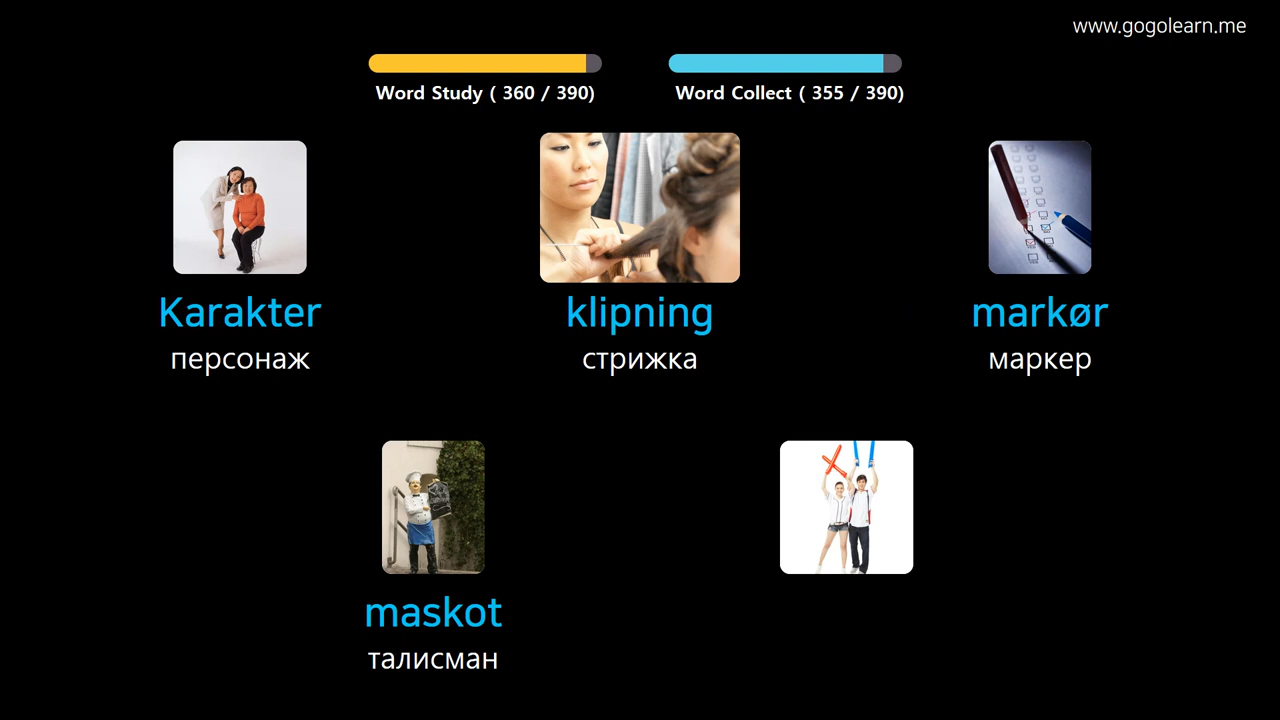 www.gogolearn.me
Word Study ( 360 / 390)
Word Collect ( 355 / 390)
Karakter
персонаж
klipning
стрижка
markør
маркер
maskot
талисман